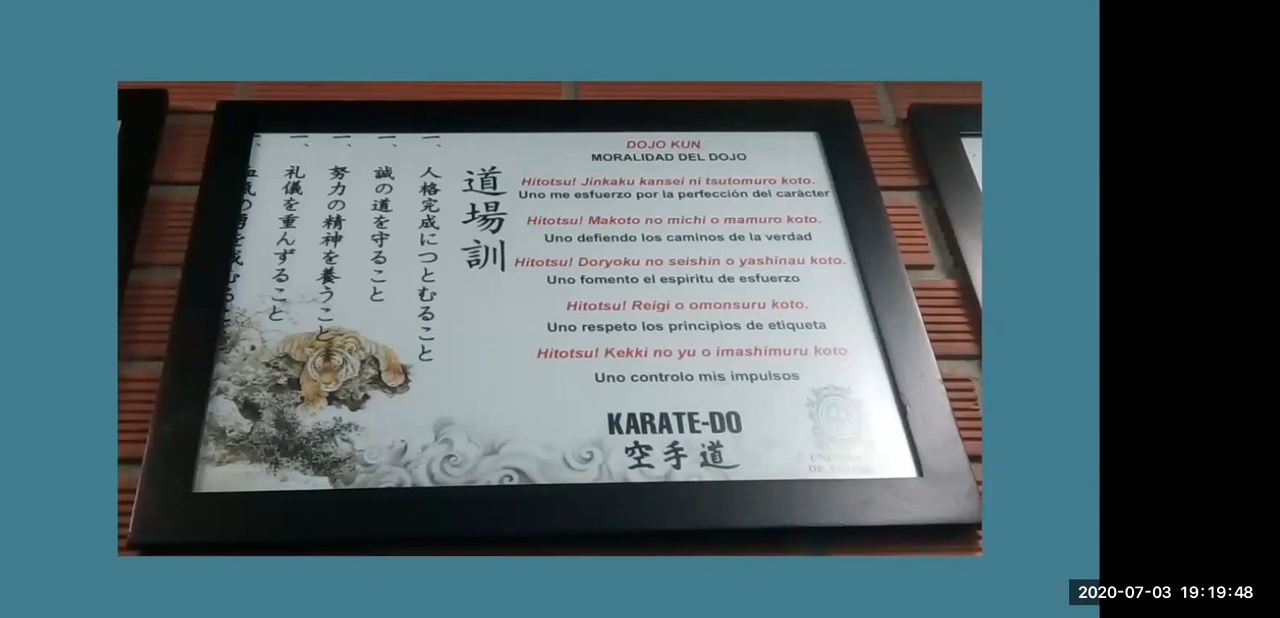 道場訓
一、人格完成につとむること
一、誠の道を守ること
一、努力の精神を養うこと
一、礼儀を重んずること
DOJO KUN
MORALIDAD DEL DOJO
Hitotsu! Jinkaku kansei ni tsutomuro koto.
Uno me esfuerzo por la perfección del carácter
Hitotsu! Makoto no michi o mamuro koto.
Uno defiendo los caminos de la verdad
Hitotsu! Doryoku no seishin o yashinau koto.
Uno fomento el espíritu de esfuerzo
Hitotsu! Reigi o omonsuru koto.
Uno respeto los principios de etiqueta
Hitotsu! Kekki no yu o imashimuru koto.
Uno controlo mis impulsos
KARATE-DO
空手道
2020-07-03 19:19:48